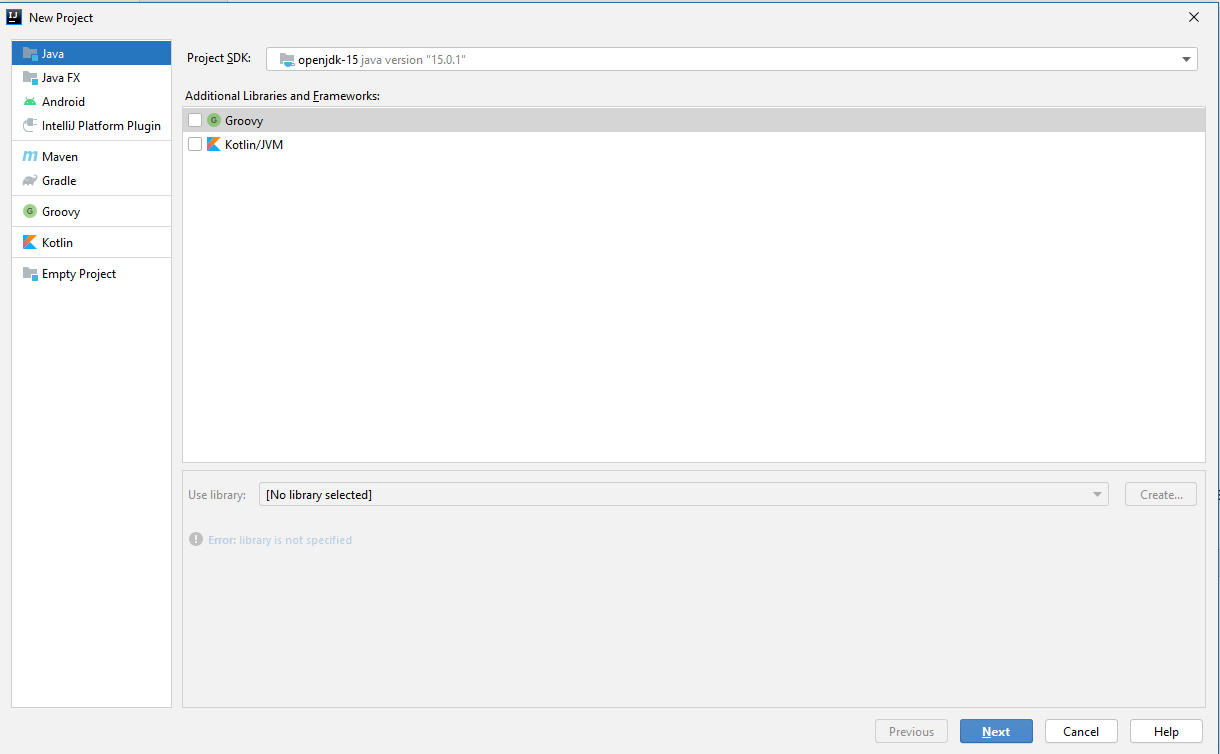 New Project
Java
Java FX
Android
IntelliJ Platform Plugin
Maven
Gradle
Groovy
Kotlin
Empty Project
Project SDK: openjdk-15 java version "15.0.1"
Additional Libraries and Frameworks:
Groovy
Kotlin/JVM
Use library: [No library selected] Create...
Error: library is not specified
Previous Next Cancel Help